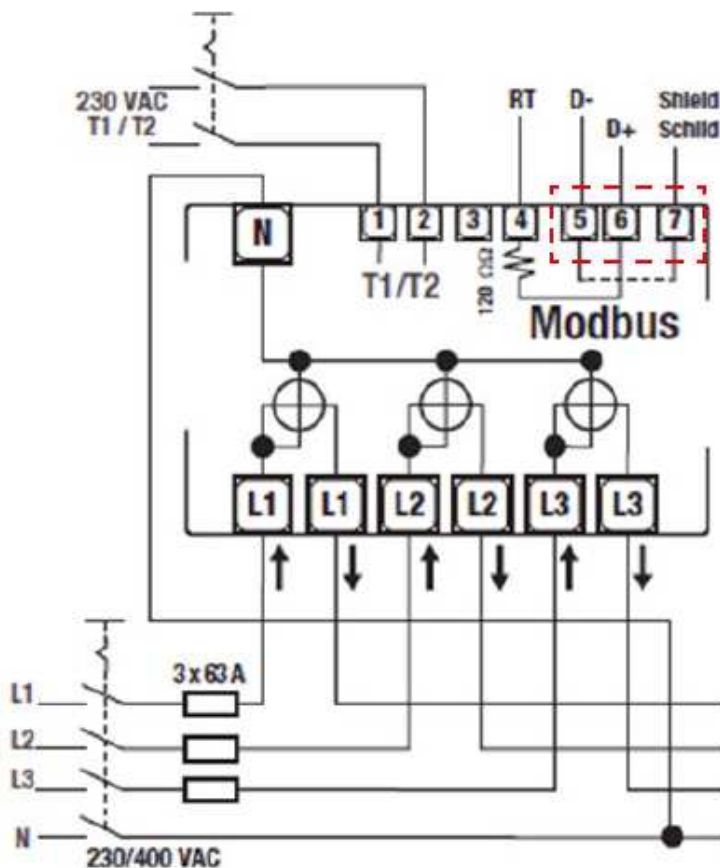 230 VAC
T1 / T2
RT D- Shield
D+ Schild
N 1 2 3 4 5 6 7
T1/T2
120 ΩΩ
Modbus
L1 L1 L2 L2 L3 L3
3 x 63 A
L1
L2
L3
N
230/400 VAC